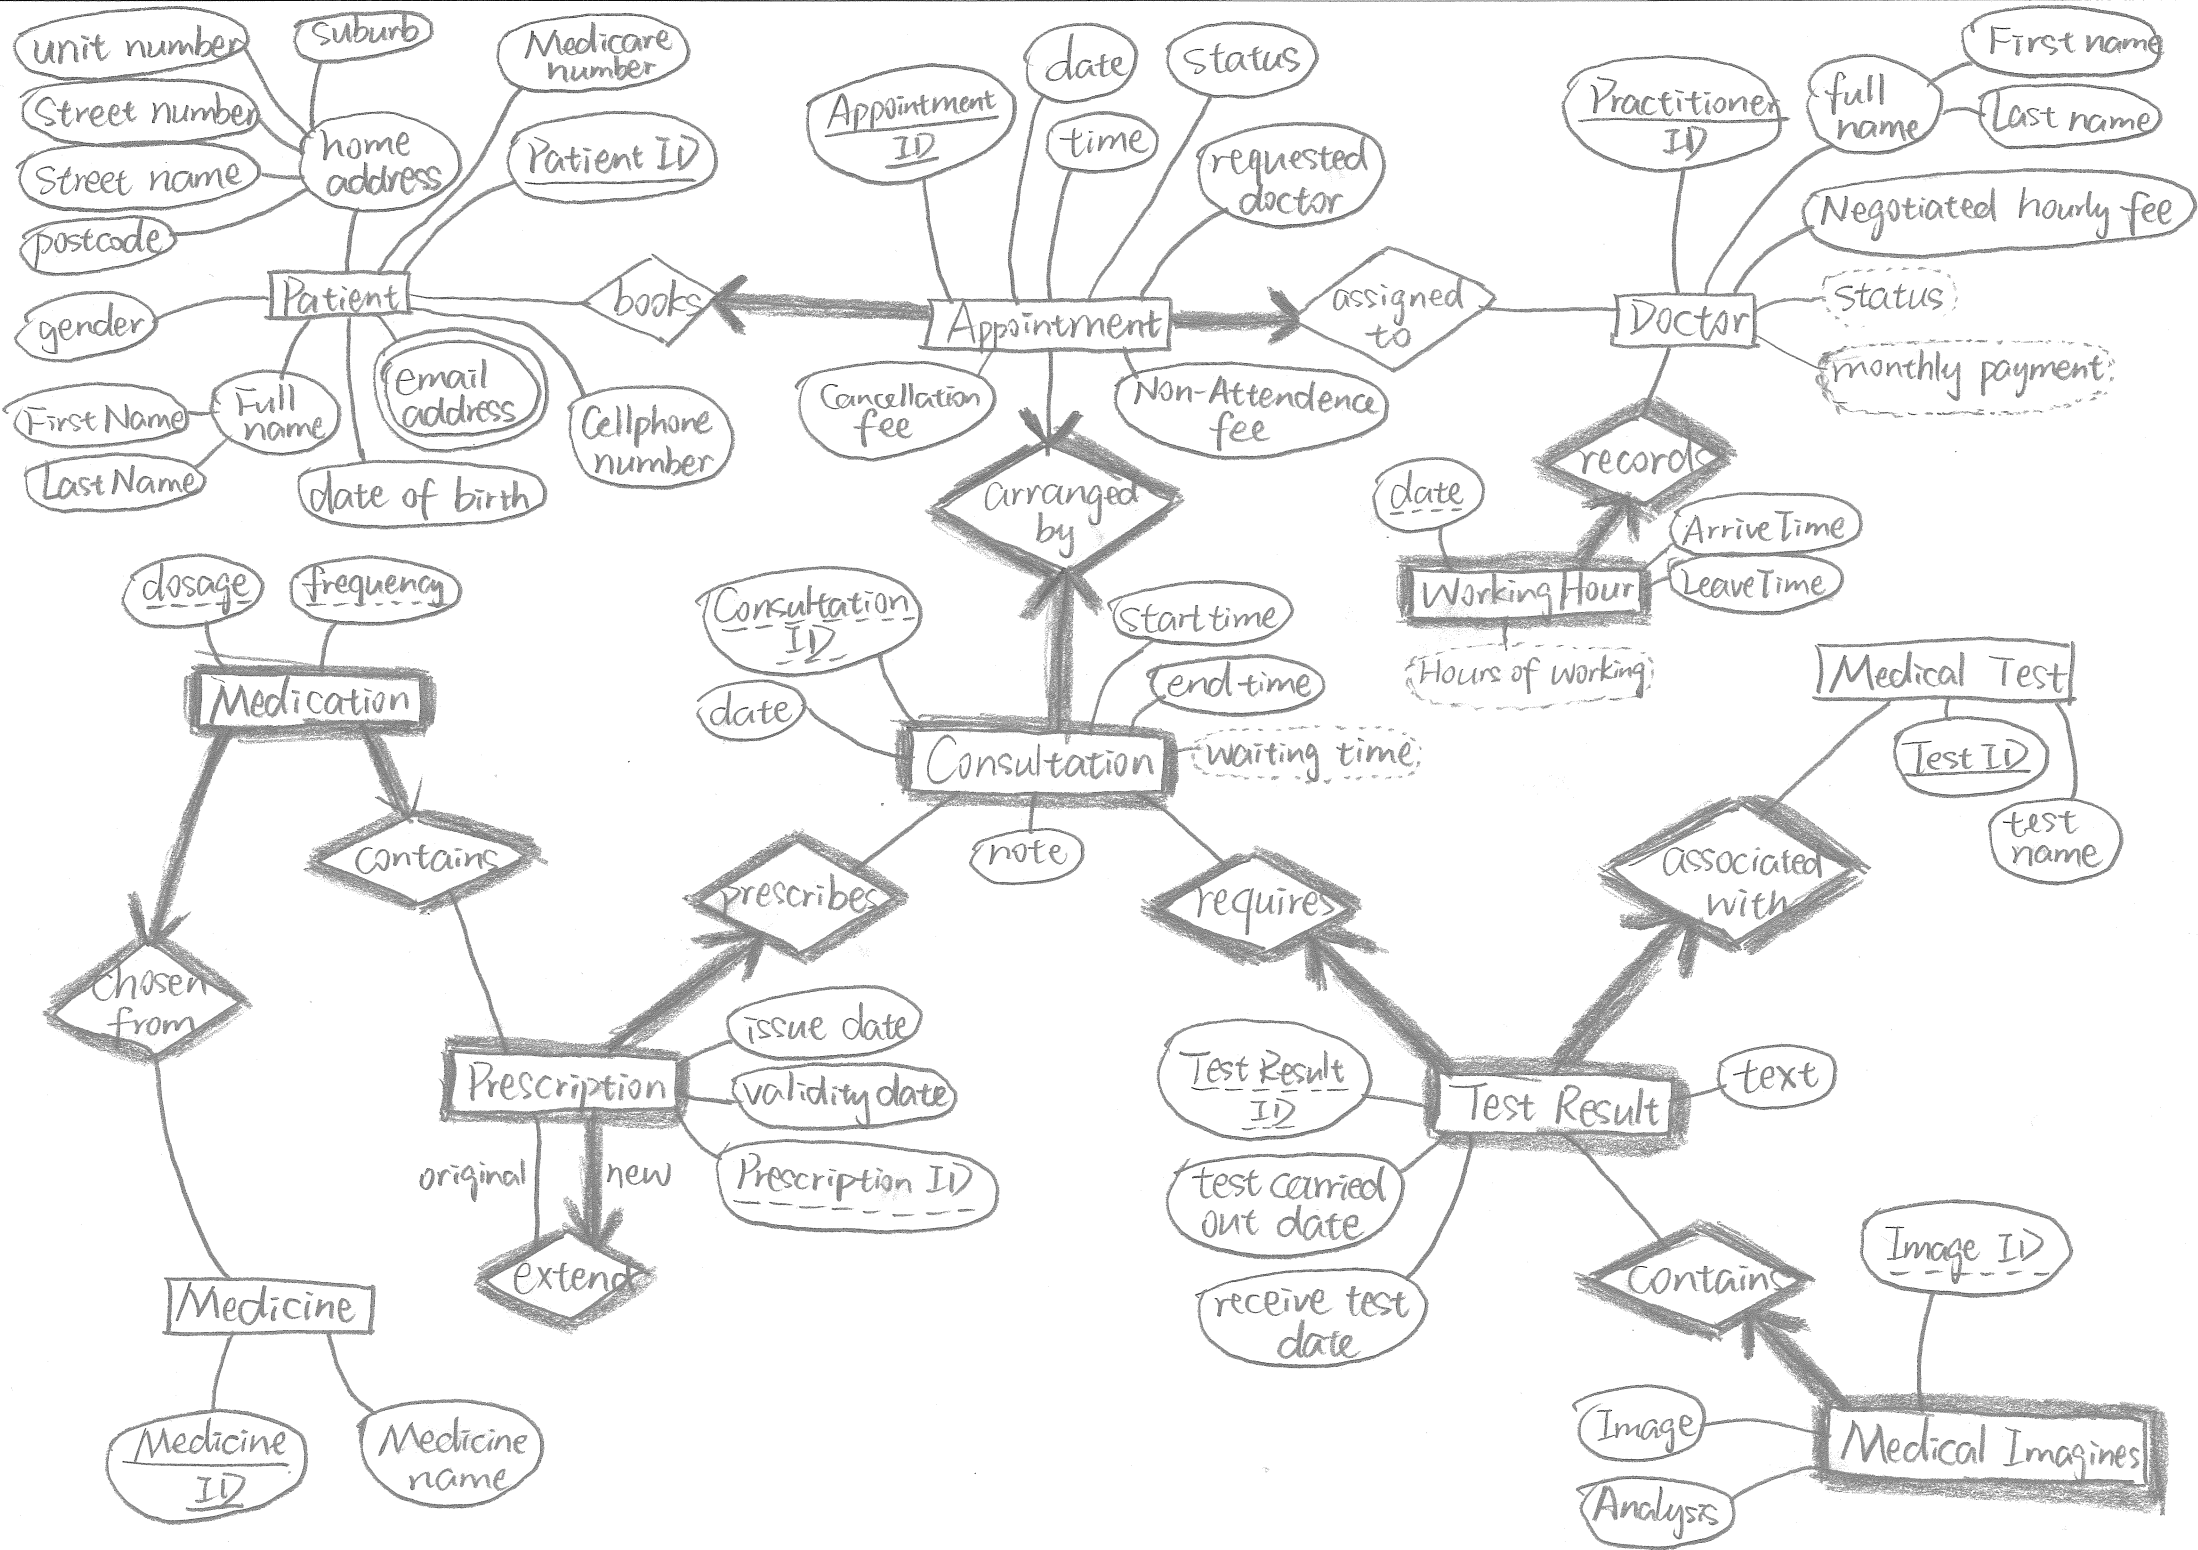 unit number
Suburb
Medicare
number
Street number
home
address
Street name
Patient ID
postcode
Patient
gender
First Name
Full
name
Last Name
email
address
date of birth
Cellphone
number
books
Appointment
ID
date
time
status
requested
doctor
Appointment
Cancellation
fee
Non-Attendence
fee
assigned
to
Practitioner
ID
full
name
First name
Last name
Negotiated hourly fee
Doctor
status
monthly payment
records
date
Arrive Time
Leave Time
Working Hour
Hours of working
arranged
by
Consultation
ID
date
start time
end time
waiting time
Consultation
note
dosage
frequency
Medication
contains
chosen
from
prescribes
requires
Medical Test
Test ID
test
name
associated
with
issue date
validity date
Prescription ID
Prescription
original
new
extend
Medicine
Medicine
ID
Medicine
name
Test Result
ID
Test Result
text
test carried
out date
receive test
date
contains
Image ID
Image
Analysis
Medical Imagines